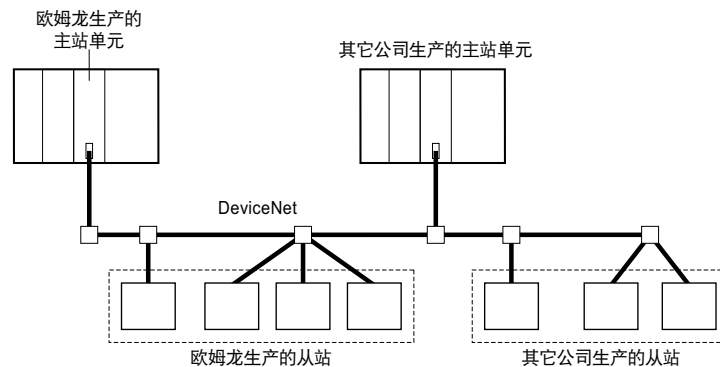 欧姆龙生产的
主站单元
其它公司生产的主站单元
DeviceNet
欧姆龙生产的从站
其它公司生产的从站